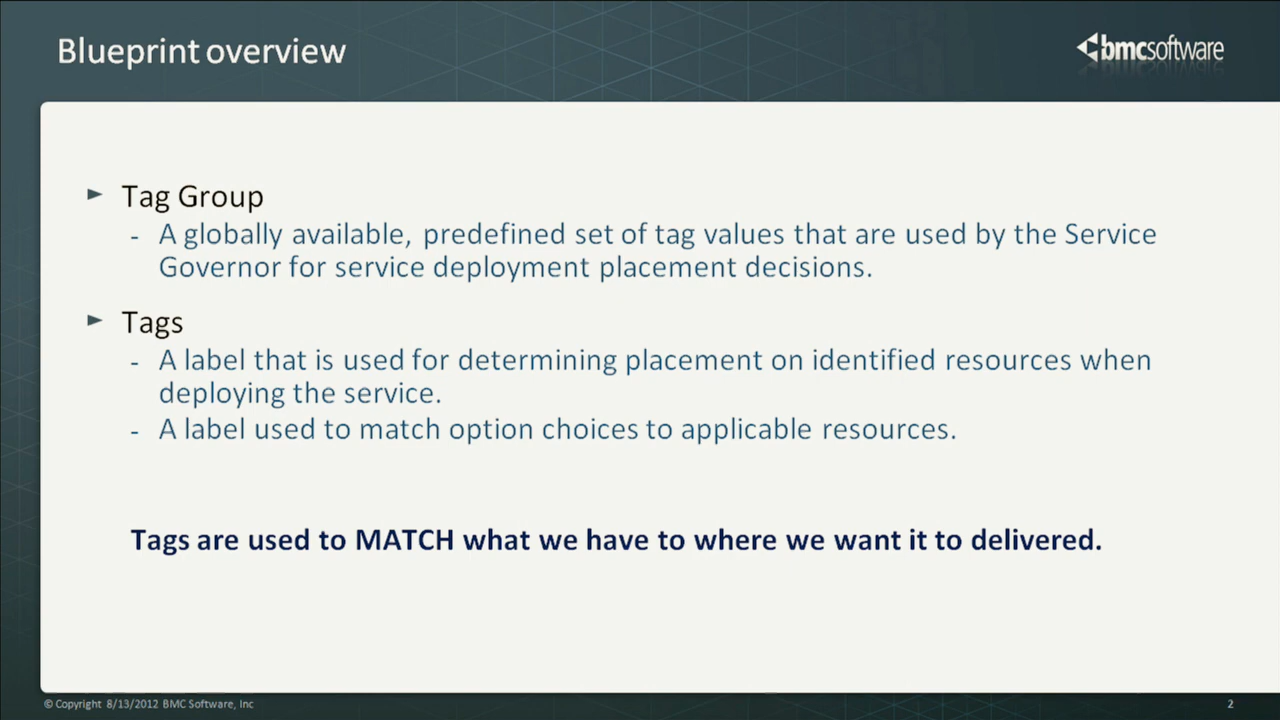 Blueprint overview
bmcsoftware
► Tag Group
- A globally available, predefined set of tag values that are used by the Service
Governor for service deployment placement decisions.
► Tags
- A label that is used for determining placement on identified resources when
deploying the service.
- A label used to match option choices to applicable resources.
Tags are used to MATCH what we have to where we want it to delivered.
© Copyright 8/13/2012 BMC Software, Inc
2